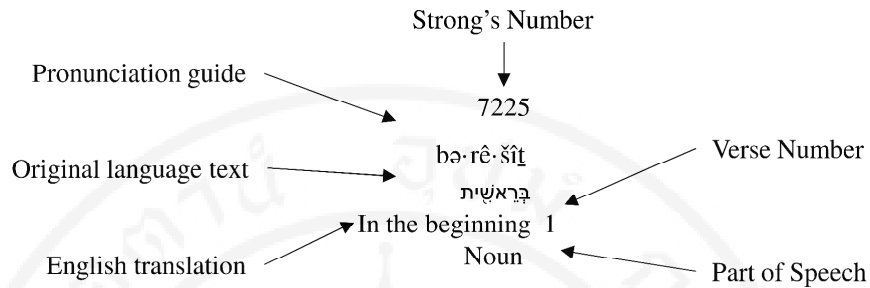 Strong’s Number
Pronunciation guide
7225
bə·rê·šîṯ
Verse Number
Original language text
בְּרֵאשִׁ֖ית
In the beginning 1
Noun
English translation
Part of Speech